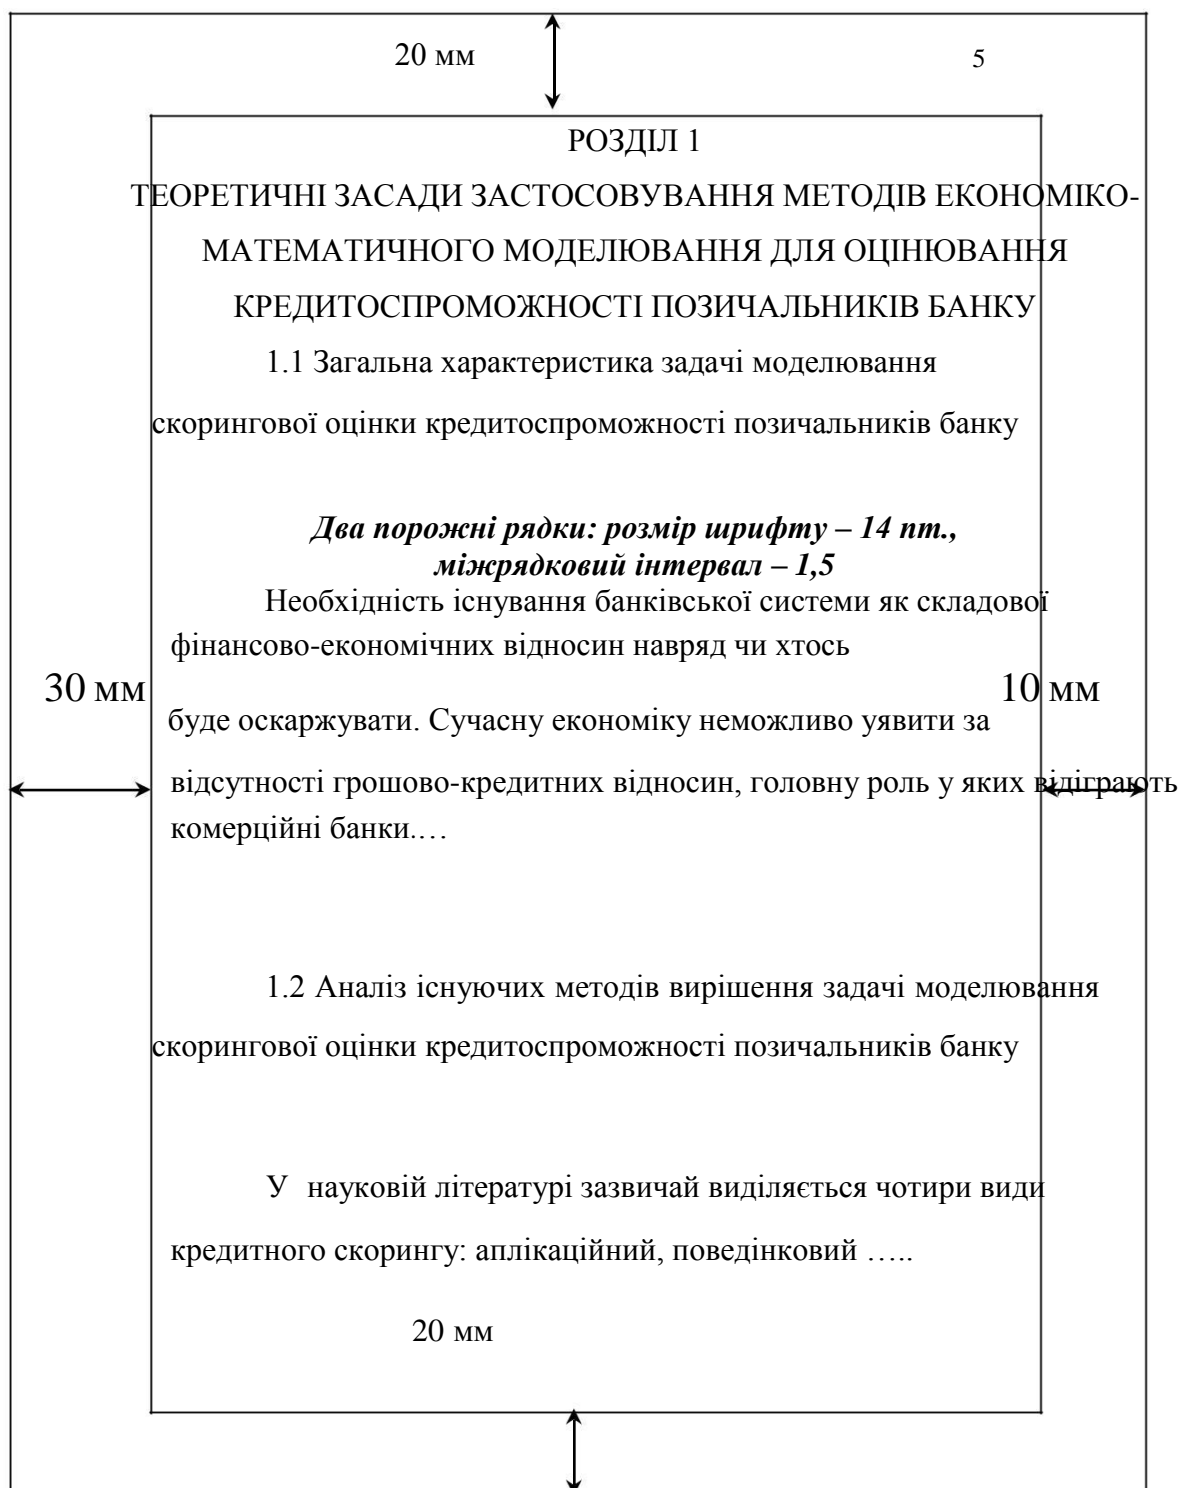 20 мм
5
РОЗДІЛ 1
ТЕОРЕТИЧНІ ЗАСАДИ ЗАСТОСОВУВАННЯ МЕТОДІВ ЕКОНОМІКО-
МАТЕМАТИЧНОГО МОДЕЛЮВАННЯ ДЛЯ ОЦІНЮВАННЯ
КРЕДИТОСПРОМОЖНОСТІ ПОЗИЧАЛЬНИКІВ БАНКУ
1.1 Загальна характеристика задачі моделювання
скорингової оцінки кредитоспроможності позичальників банку
Два порожні рядки: розмір шрифту – 14 пт.,
міжрядковий інтервал – 1,5
Необхідність існування банківської системи як складової
фінансово-економічних відносин навряд чи хтось
30 мм
10 мм
буде оскаржувати. Сучасну економіку неможливо уявити за
відсутності грошово-кредитних відносин, головну роль у яких відіграють
комерційні банки.…
1.2 Аналіз існуючих методів вирішення задачі моделювання
скорингової оцінки кредитоспроможності позичальників банку
У науковій літературі зазвичай виділяється чотири види
кредитного скорингу: аплікаційний, поведінковий …..
20 мм